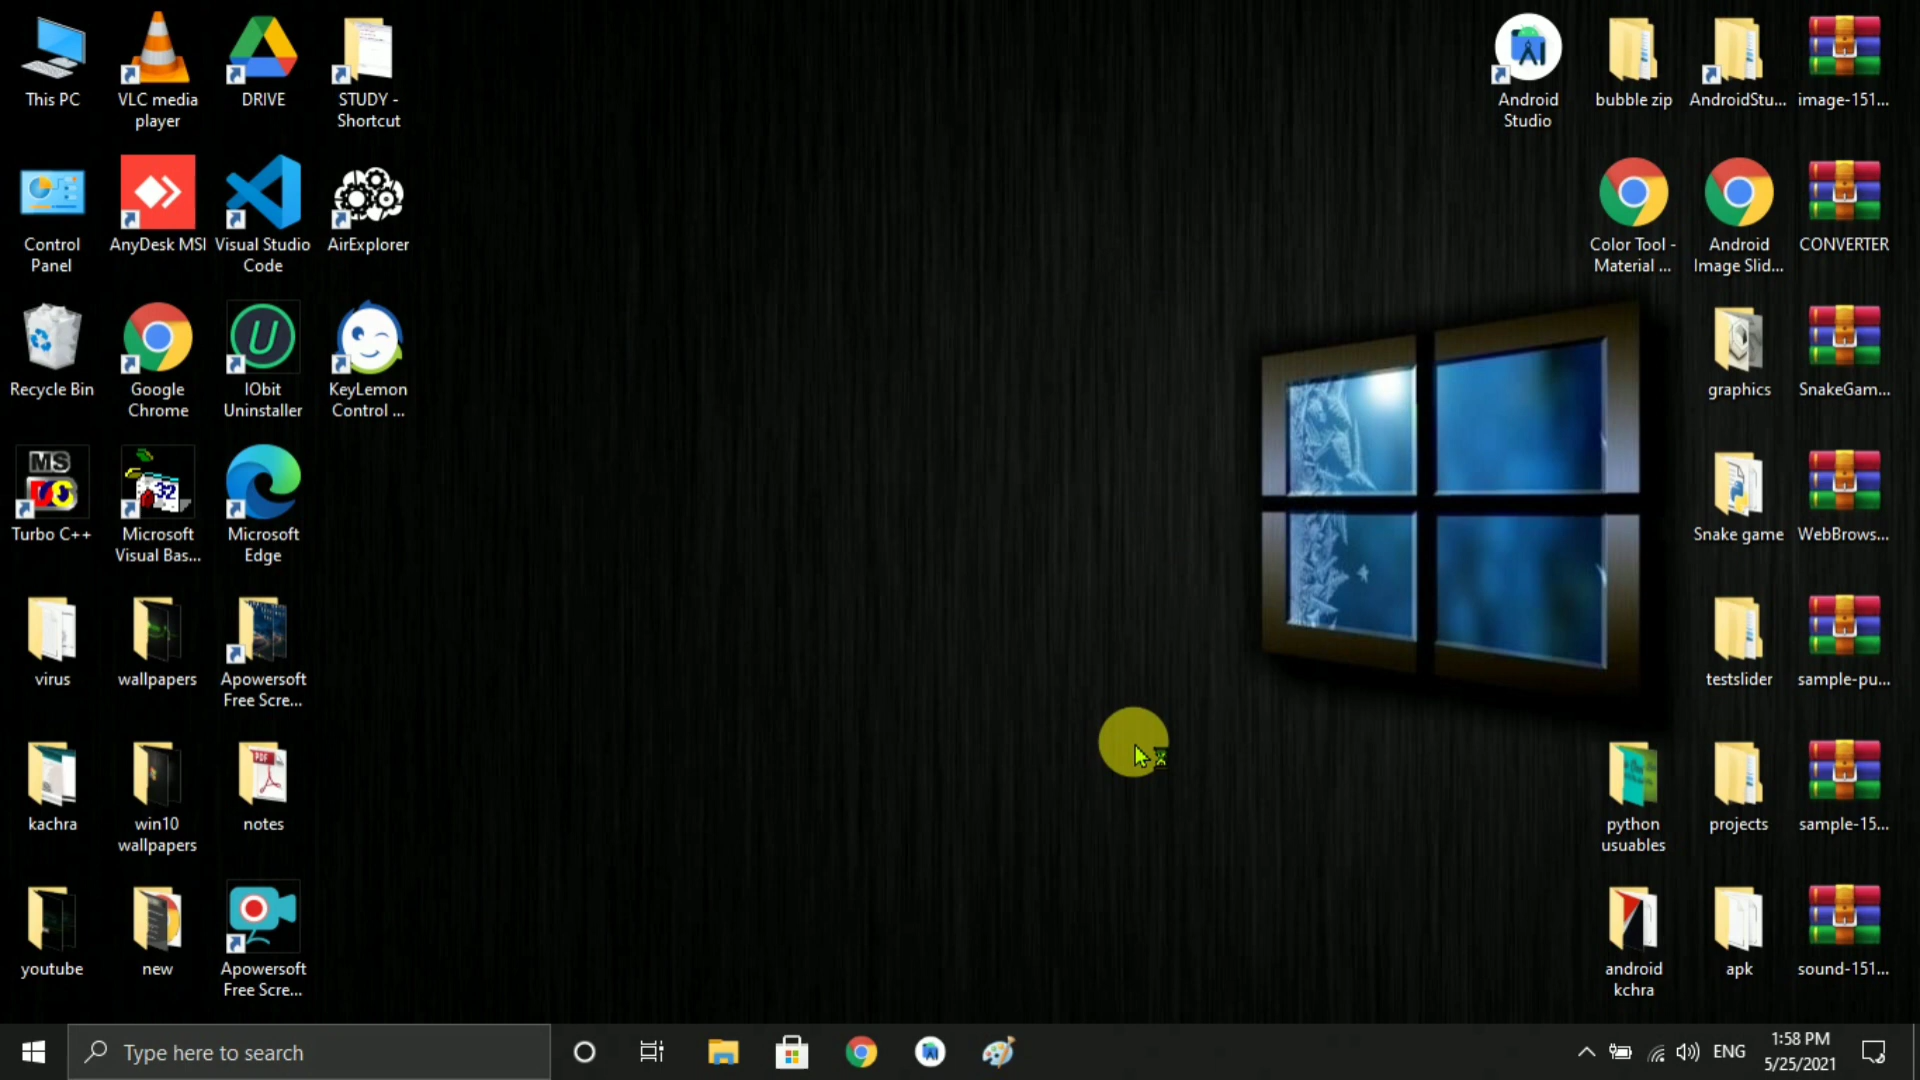 This PC
VLC media
player
DRIVE
STUDY -
Shortcut
Android
Studio
bubble zip
AndroidStu...
image-151...
Control
Panel
AnyDesk MSI
Visual Studio
Code
AirExplorer
Color Tool -
Material ...
Android
Image Slid...
CONVERTER
Recycle Bin
Google
Chrome
IObit
Uninstaller
KeyLemon
Control ...
graphics
SnakeGam...
MS
32
Turbo C++
Microsoft
Visual Bas...
Microsoft
Edge
Snake game
WebBrows...
virus
wallpapers
Apowersoft
Free Scre...
testslider
sample-pu...
PDF
kachra
win10
wallpapers
notes
python
usuables
projects
sample-15...
youtube
new
Apowersoft
Free Scre...
android
kchra
apk
sound-151...
Type here to search
ENG
1:58 PM
5/25/2021